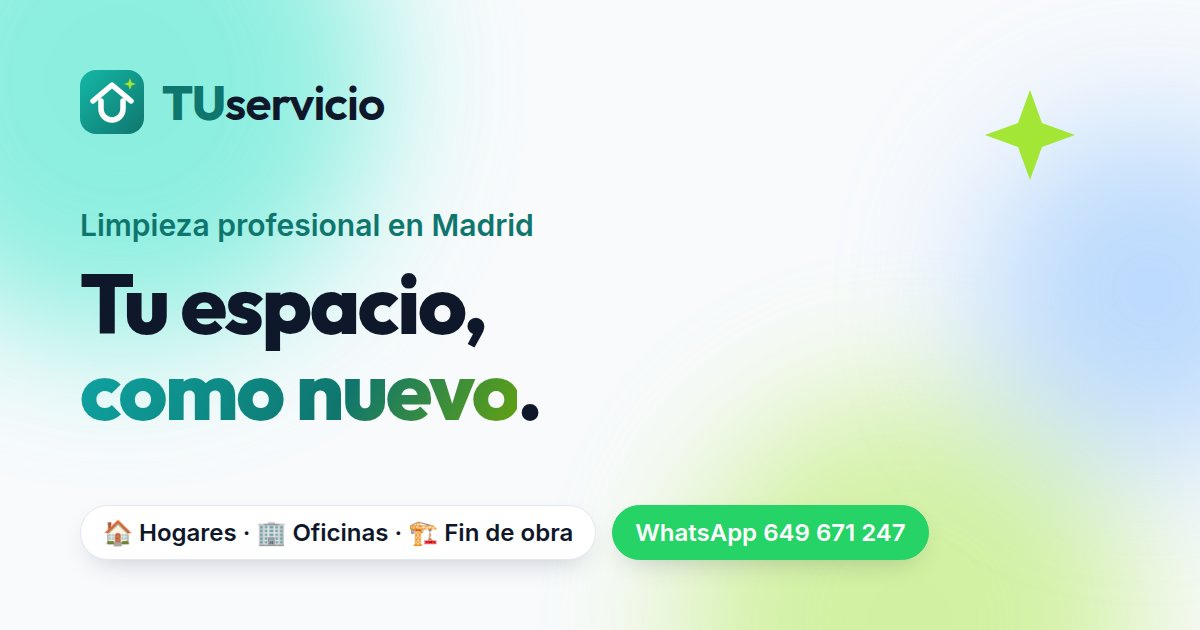 TUservicio
Limpieza profesional en Madrid
Tu espacio,
como nuevo.
🏠 Hogares · 🏢 Oficinas · 🏗️ Fin de obra
WhatsApp 649 671 247